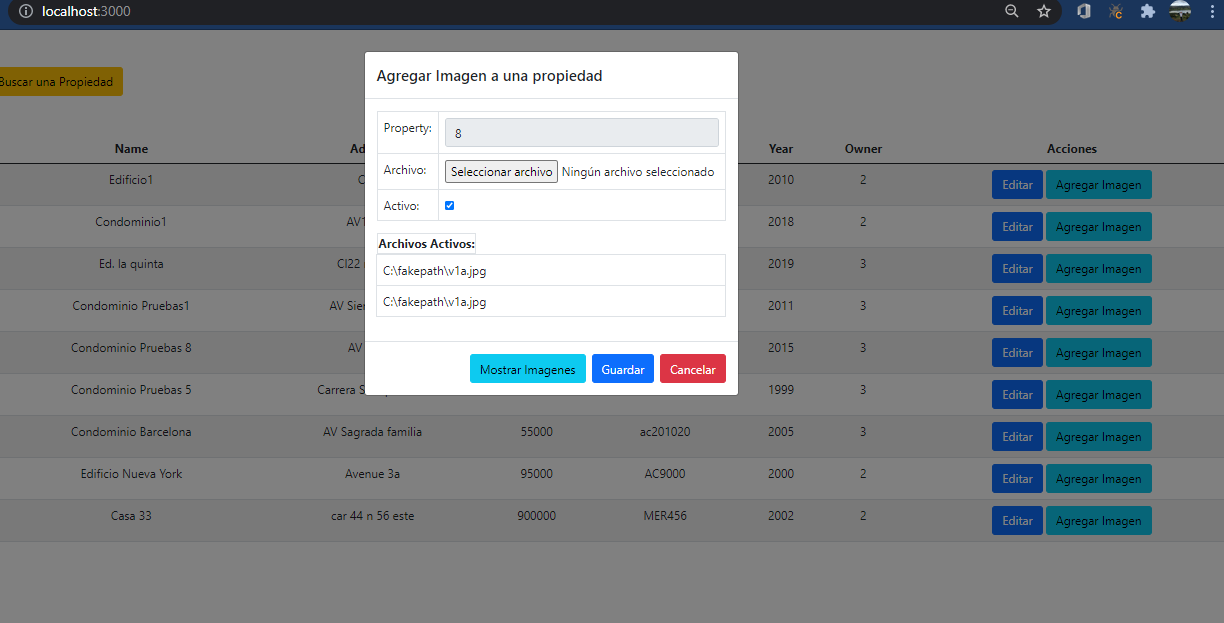 localhost:3000
Buscar una Propiedad
Agregar Imagen a una propiedad
Property: 8
Archivo: Seleccionar archivo Ningún archivo seleccionado
Activo:
Archivos Activos:
C:\fakepath\v1a.jpg
C:\fakepath\v1a.jpg
Mostrar Imagenes Guardar Cancelar
Name Ad Year Owner Acciones
Edificio1 C 2010 2 Editar Agregar Imagen
Condominio1 AV1 2018 2 Editar Agregar Imagen
Ed. la quinta Cl22 2019 3 Editar Agregar Imagen
Condominio Pruebas1 AV Sie 2011 3 Editar Agregar Imagen
Condominio Pruebas 8 AV 2015 3 Editar Agregar Imagen
Condominio Pruebas 5 Carrera S 1999 3 Editar Agregar Imagen
Condominio Barcelona AV Sagrada familia 55000 ac201020 2005 3 Editar Agregar Imagen
Edificio Nueva York Avenue 3a 95000 AC9000 2000 2 Editar Agregar Imagen
Casa 33 car 44 n 56 este 900000 MER456 2002 2 Editar Agregar Imagen